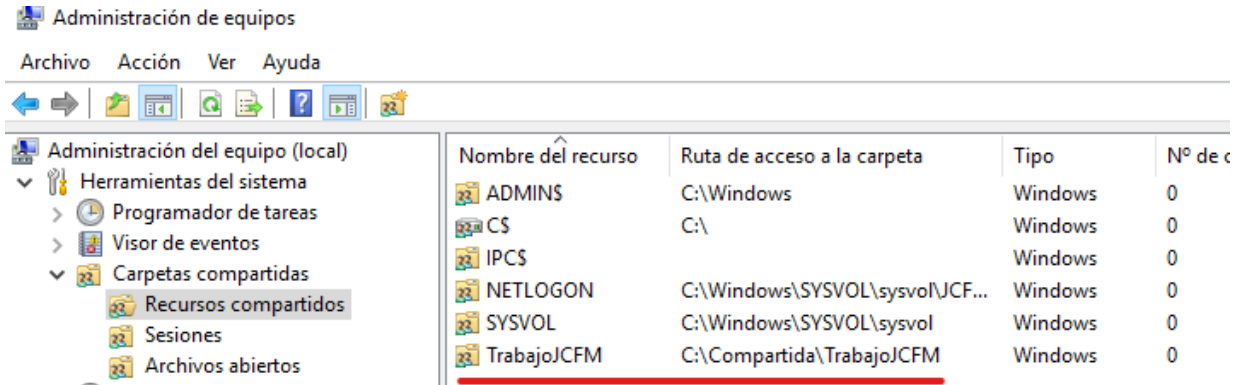 Administración de equipos
Archivo Acción Ver Ayuda
Administración del equipo (local)
Herramientas del sistema
Programador de tareas
Visor de eventos
Carpetas compartidas
Recursos compartidos
Sesiones
Archivos abiertos
Nombre del recurso Ruta de acceso a la carpeta Tipo Nº de
ADMIN$ C:\Windows Windows 0
C$ C:\ Windows 0
IPC$ Windows 0
NETLOGON C:\Windows\SYSVOL\sysvol\JCF... Windows 0
SYSVOL C:\Windows\SYSVOL\sysvol Windows 0
TrabajoJCFM C:\Compartida\TrabajoJCFM Windows 0